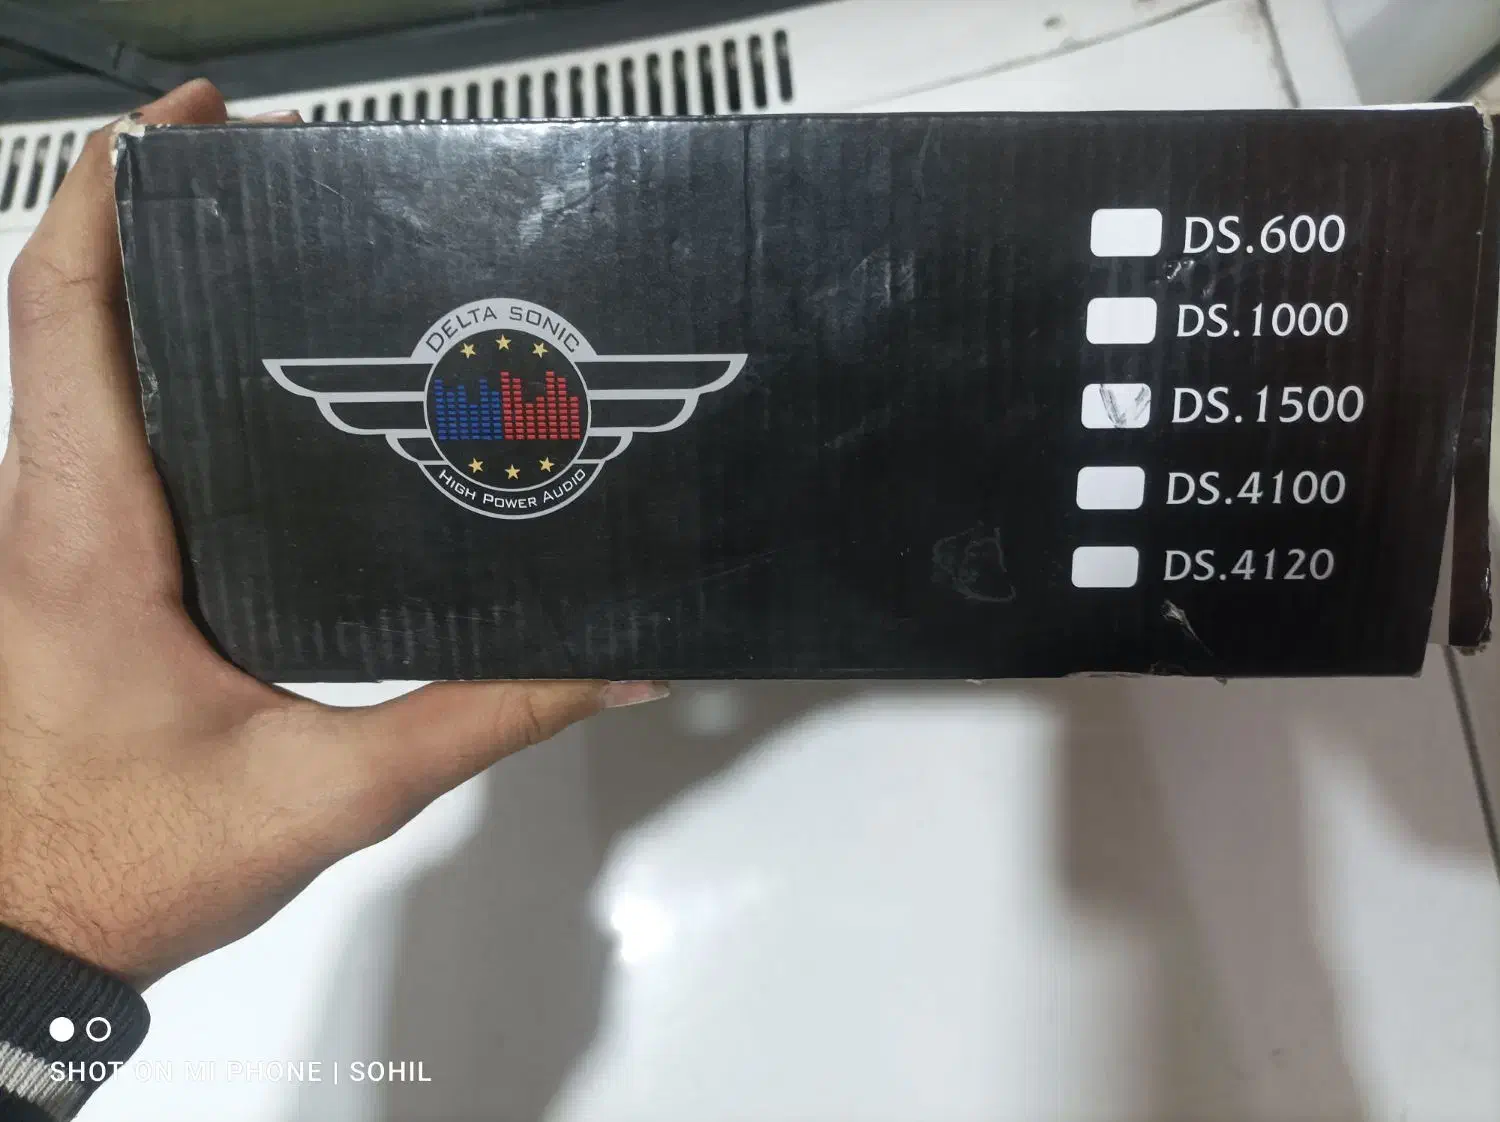 DELTA SONIC
HIGH POWER AUDIO
DS.600
DS.1000
DS.1500
DS.4100
DS.4120
SHOT ON MI PHONE | SOHIL